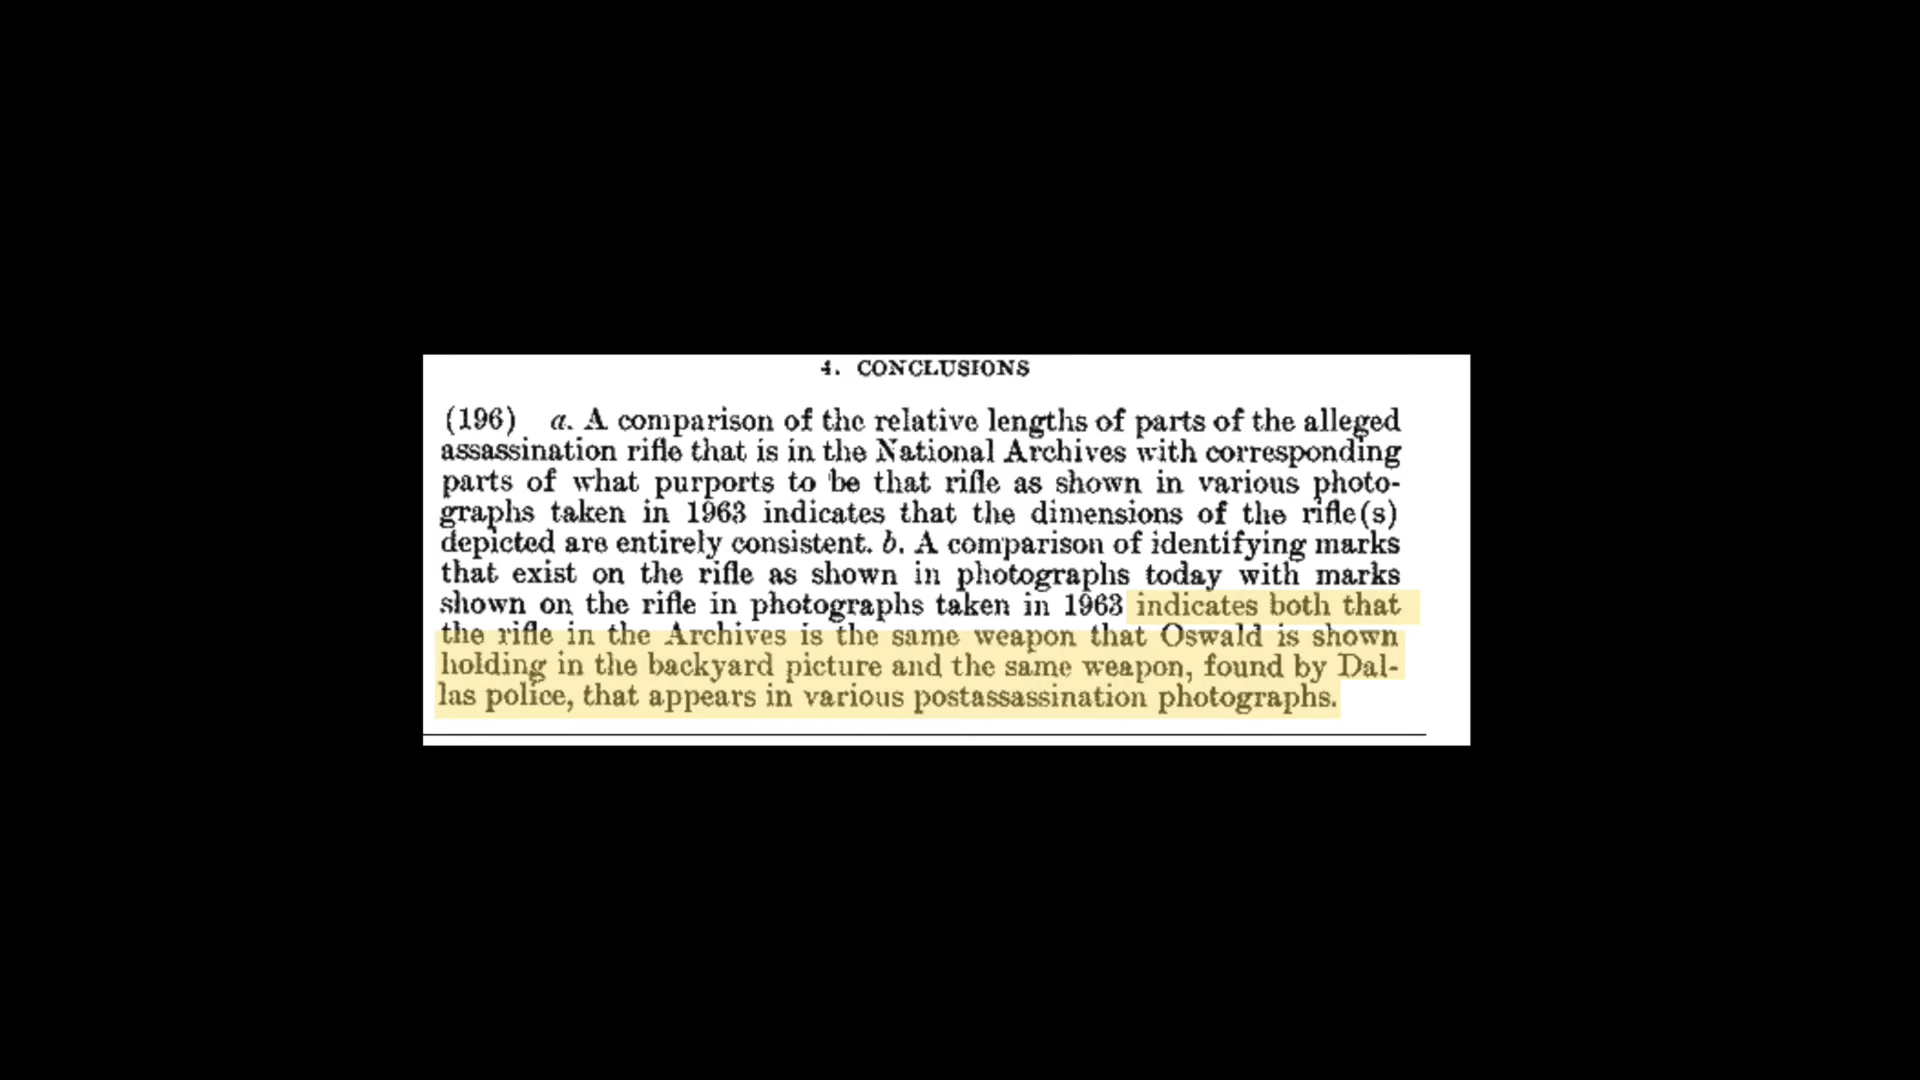 4. CONCLUSIONS
(196) a. A comparison of the relative lengths of parts of the alleged
assassination rifle that is in the National Archives with corresponding
parts of what purports to be that rifle as shown in various photo-
graphs taken in 1963 indicates that the dimensions of the rifle(s)
depicted are entirely consistent. b. A comparison of identifying marks
that exist on the rifle as shown in photographs today with marks
shown on the rifle in photographs taken in 1963 indicates both that
the rifle in the Archives is the same weapon that Oswald is shown
holding in the backyard picture and the same weapon, found by Dal-
las police, that appears in various postassassination photographs.